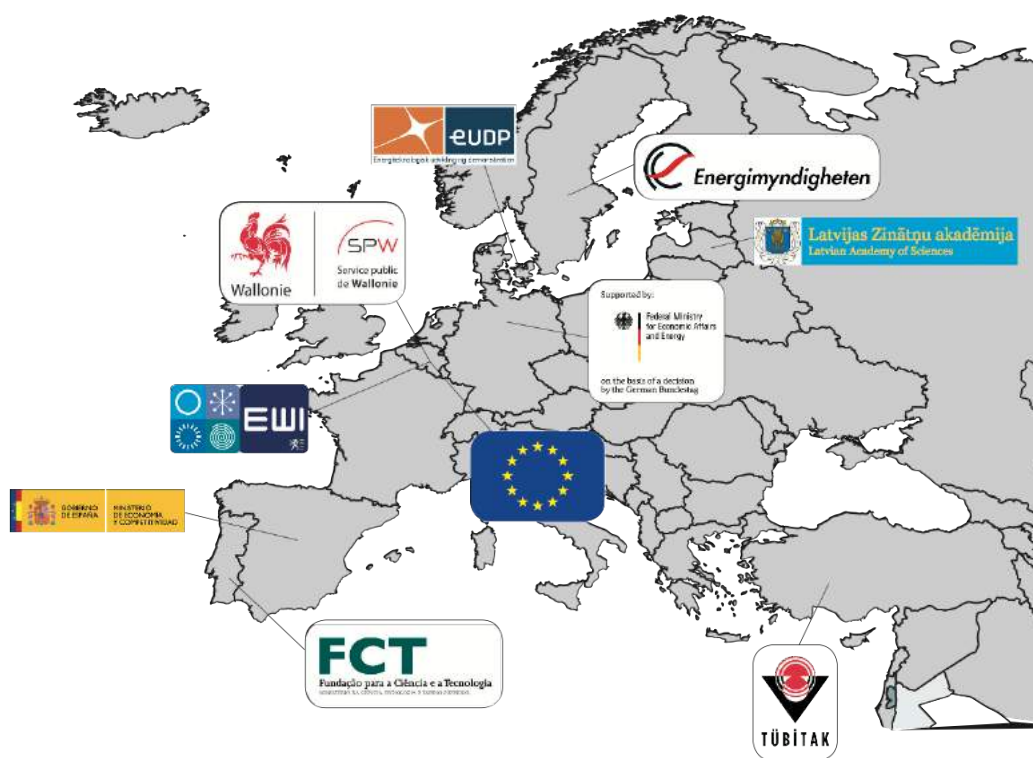 EUDP
Energiteknologisk udvikling og demonstration
Energimyndigheten
Wallonie
SPW
Service public
de Wallonie
Latvijas Zinātņu akadēmija
Latvian Academy of Sciences
Supported by:
Federal Ministry
for Economic Affairs
and Energy
on the basis of a decision
by the German Bundestag
EWI
GOBIERNO
DE ESPAÑA
MINISTERIO
DE ECONOMÍA
Y COMPETITIVIDAD
FCT
Fundação para a Ciência e a Tecnologia
TÜBİTAK